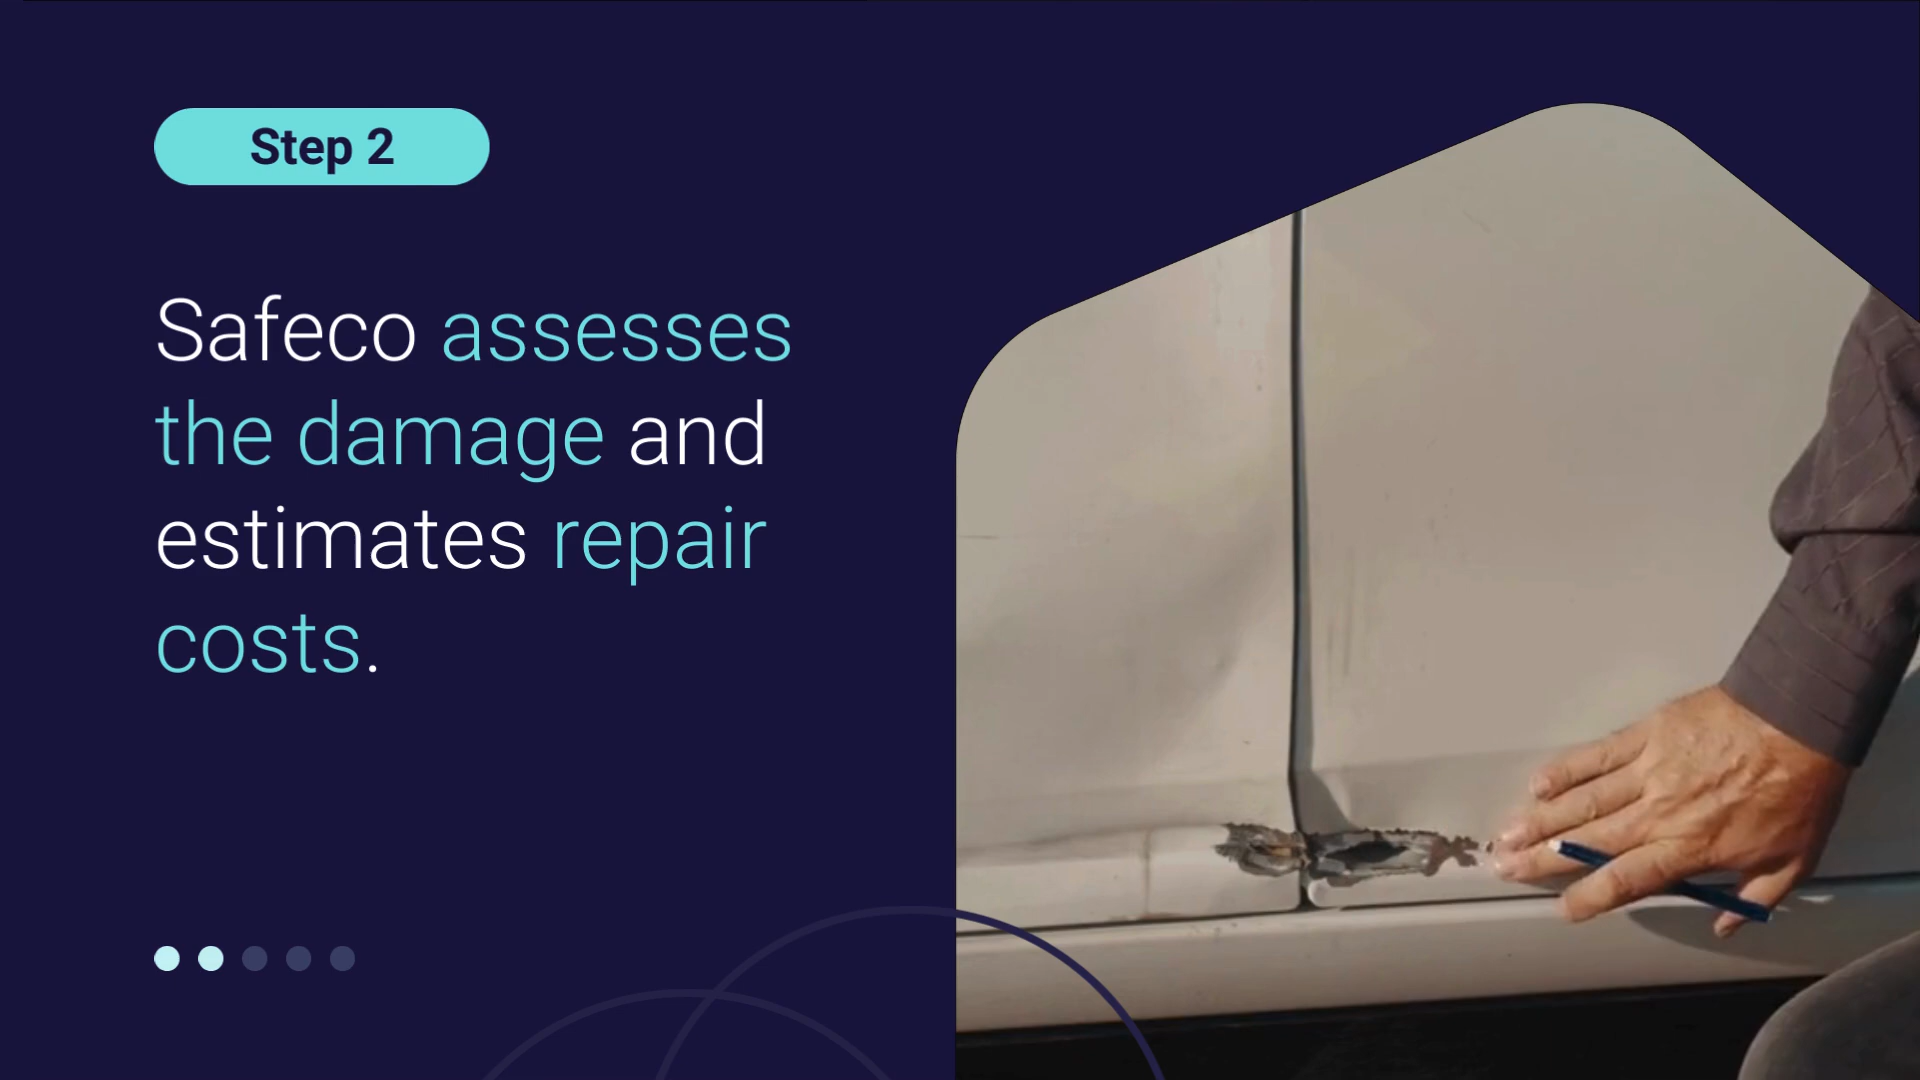 Step 2
Safeco assesses
the damage and
estimates repair
costs.